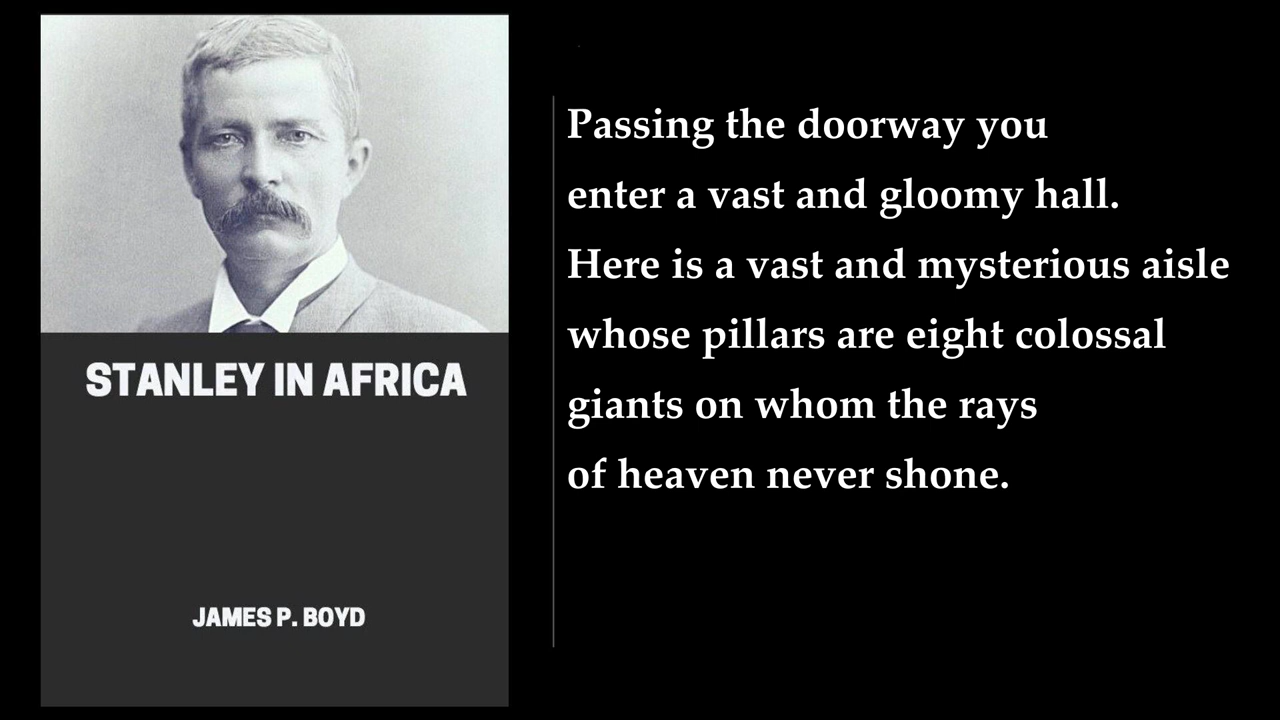 STANLEY IN AFRICA
JAMES P. BOYD
Passing the doorway you
enter a vast and gloomy hall.
Here is a vast and mysterious aisle
whose pillars are eight colossal
giants on whom the rays
of heaven never shone.